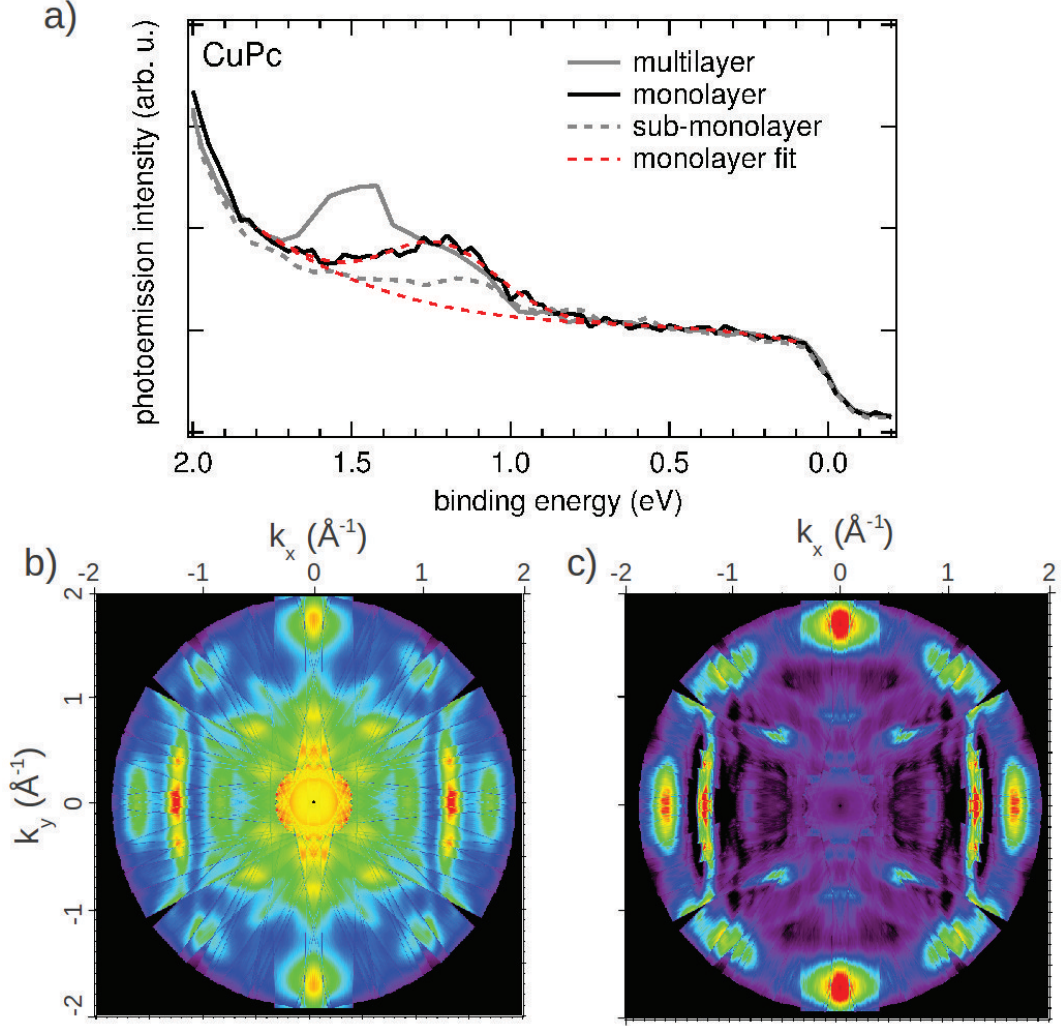 a)
CuPc
multilayer
monolayer
sub-monolayer
monolayer fit
photoemission intensity (arb. u.)
2.0 1.5 1.0 0.5 0.0
binding energy (eV)
b)
kx (Å-1)
-2 -1 0 1 2
ky (Å-1)
2
1
0
-1
-2
c)
kx (Å-1)
-2 -1 0 1 2